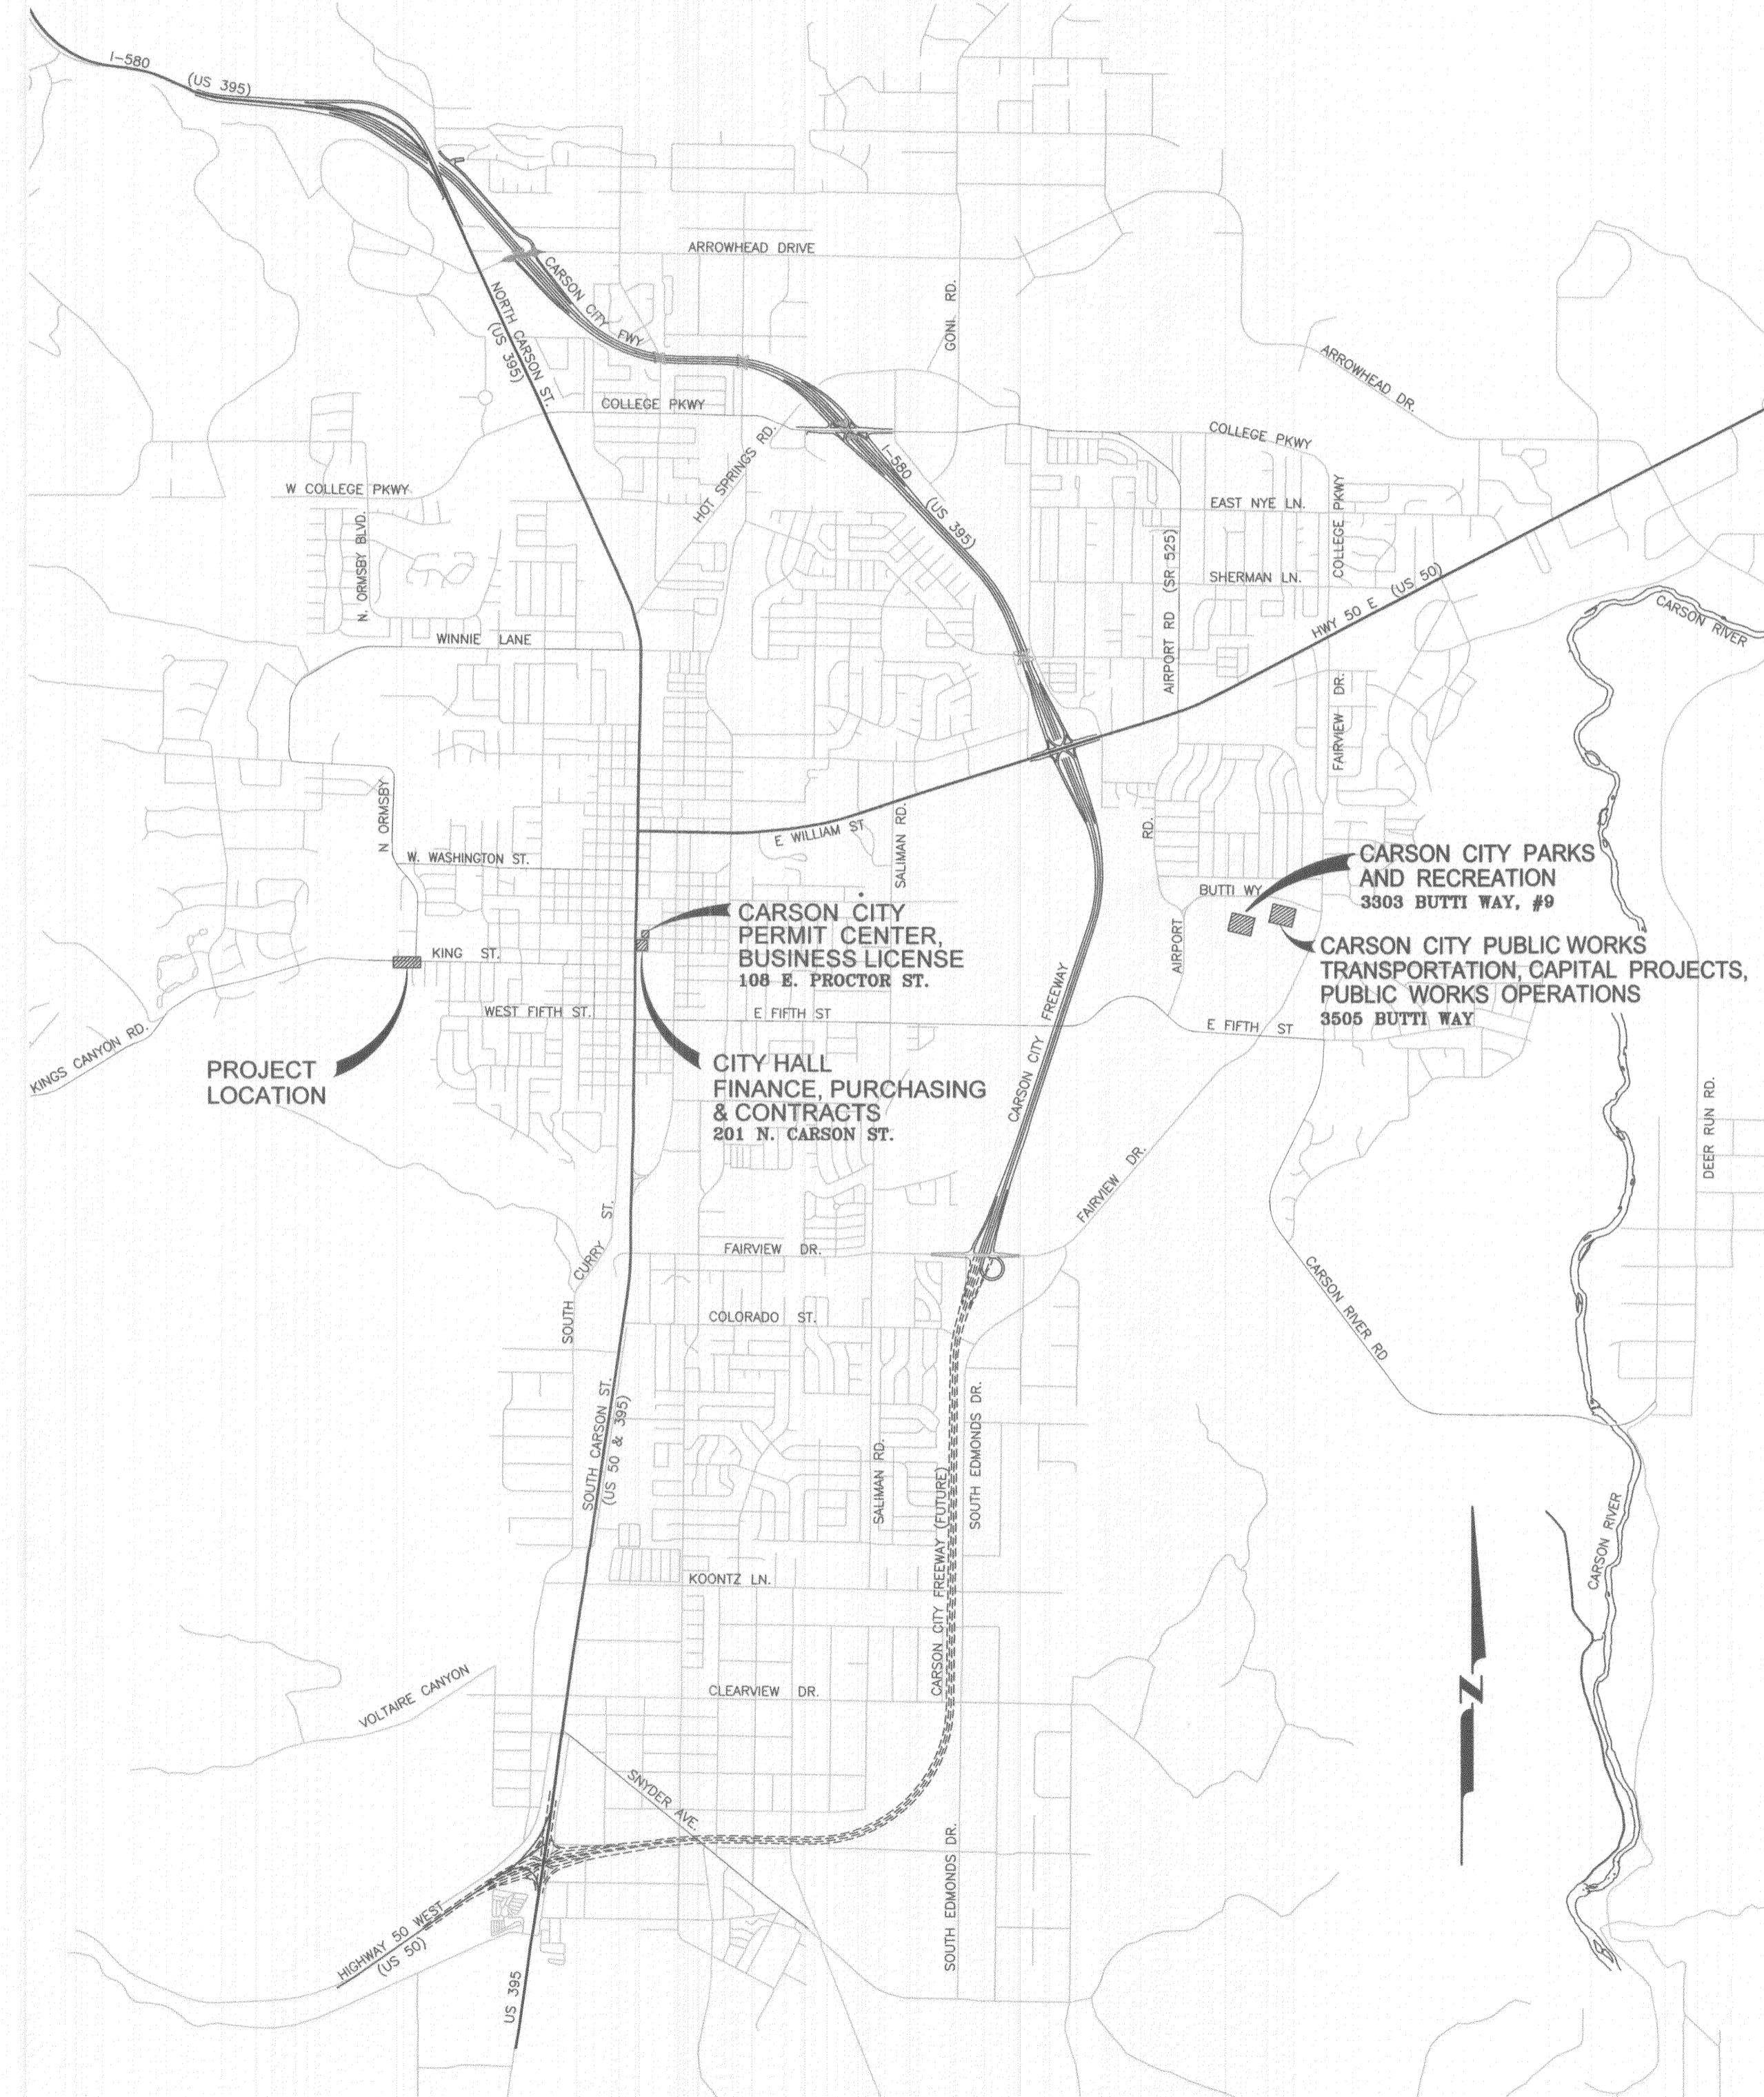 I-580
(US 395)
ARROWHEAD DRIVE
CARSON CITY FWY
NORTH CARSON ST.
(US 395)
GONI RD.
ARROWHEAD DR.
COLLEGE PKWY
HOT SPRINGS RD.
I-580
(US 395)
COLLEGE PKWY
W COLLEGE PKWY
N. ORMSBY BLVD.
EAST NYE LN.
COLLEGE PKWY
AIRPORT RD (SR 525)
SHERMAN LN.
HWY 50 E (US 50)
CARSON RIVER
WINNIE LANE
FAIRVIEW DR.
N ORMSBY
E WILLIAM ST
SALIMAN RD.
RD.
W. WASHINGTON ST.
CARSON CITY PARKS
AND RECREATION
3303 BUTTI WAY, #9
BUTTI WY
AIRPORT
CARSON CITY
PERMIT CENTER,
BUSINESS LICENSE
108 E. PROCTOR ST.
CARSON CITY PUBLIC WORKS
TRANSPORTATION, CAPITAL PROJECTS,
PUBLIC WORKS OPERATIONS
3505 BUTTI WAY
KING ST.
WEST FIFTH ST.
E FIFTH ST
E FIFTH ST
KINGS CANYON RD.
PROJECT
LOCATION
CITY HALL
FINANCE, PURCHASING
& CONTRACTS
201 N. CARSON ST.
CARSON CITY FREEWAY
DEER RUN RD.
FAIRVIEW DR.
SOUTH CURRY ST.
FAIRVIEW DR.
CARSON RIVER RD
COLORADO ST.
SOUTH CARSON ST.
(US 50 & 395)
SALIMAN RD.
SOUTH EDMONDS DR.
CARSON CITY FREEWAY (FUTURE)
CARSON RIVER
KOONTZ LN.
VOLTAIRE CANYON
CLEARVIEW DR.
N
SNYDER AVE.
SOUTH EDMONDS DR.
HIGHWAY 50 WEST
(US 50)
US 395